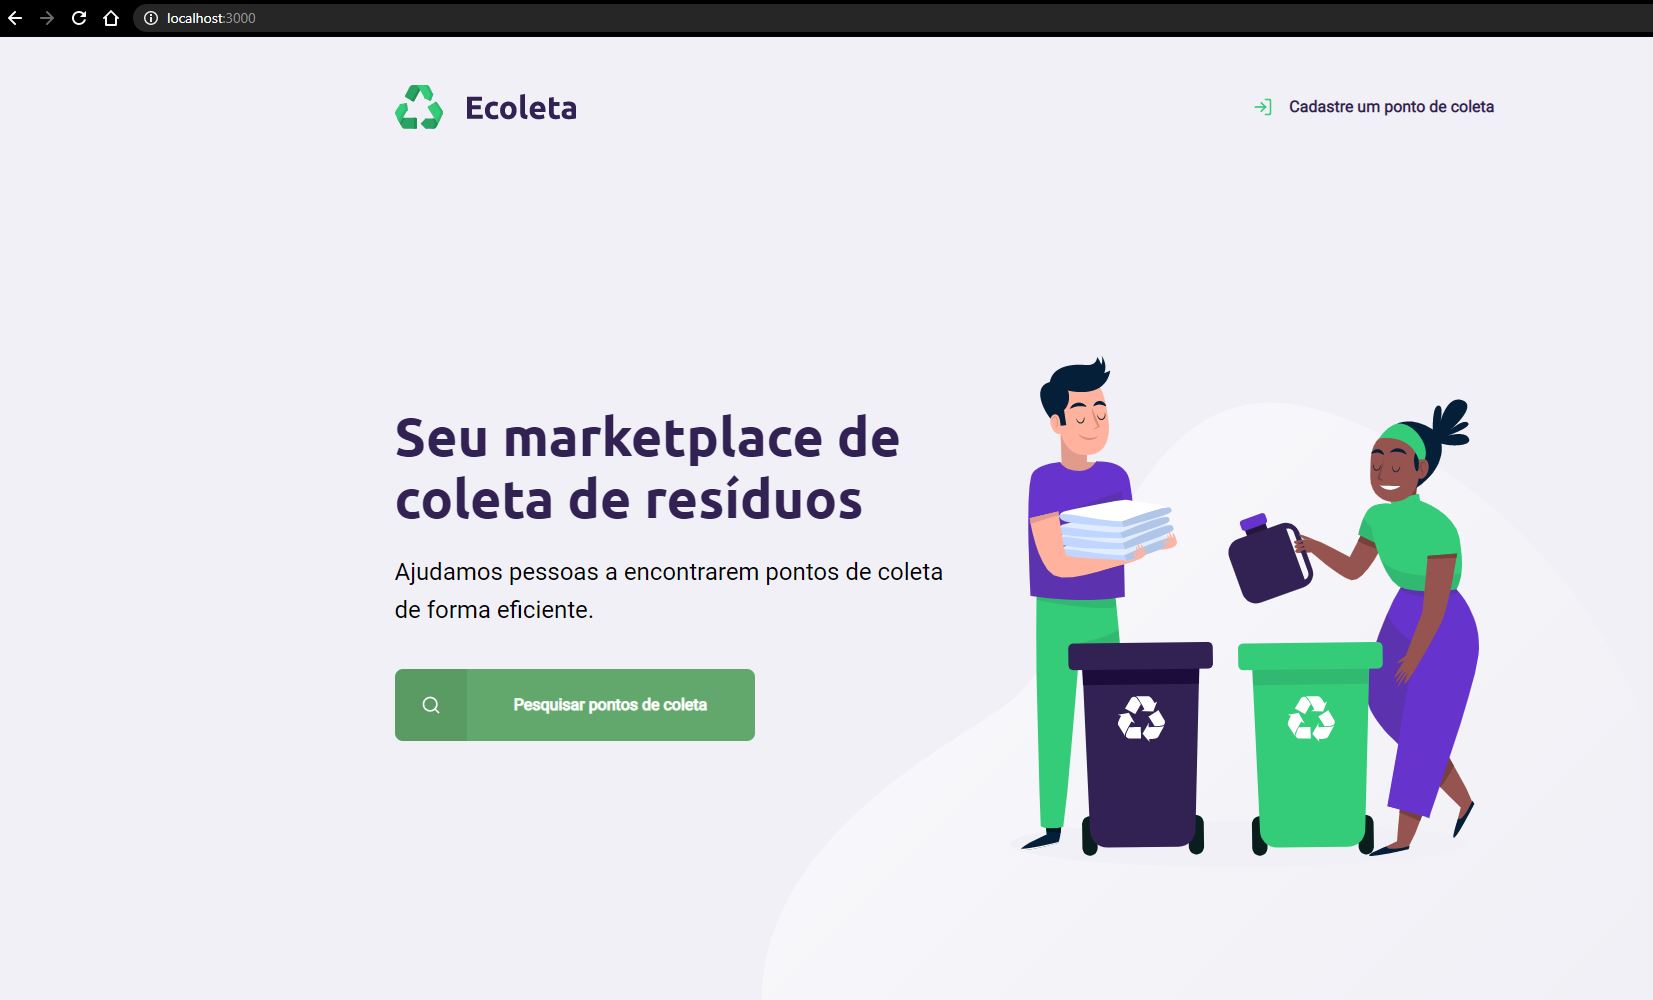 localhost:3000
Ecoleta
Cadastre um ponto de coleta
Seu marketplace de
coleta de resíduos
Ajudamos pessoas a encontrarem pontos de coleta
de forma eficiente.
Pesquisar pontos de coleta